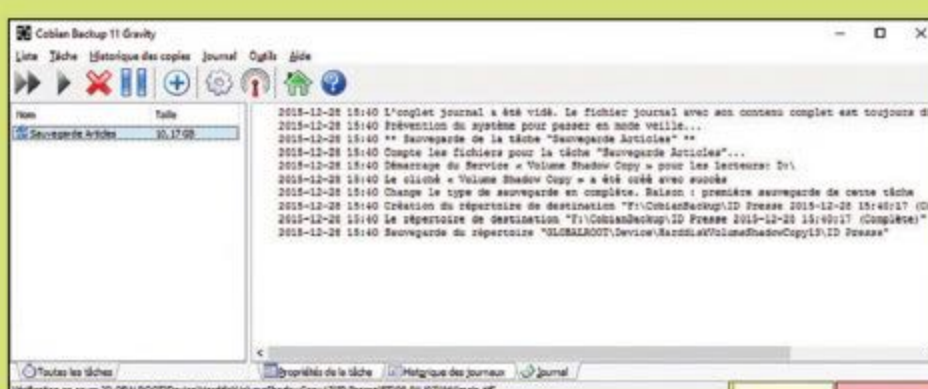 Cobian Backup 11 Gravity
Liste Tâche Historique des copies Journal Outils Aide
Nom Taille
Sauvegarde Articles 10,17 GB
2015-12-28 15:40 L'onglet journal a été vidé. Le fichier journal avec son contenu complet est toujours d
2015-12-28 15:40 Prévention du système pour passer en mode veille...
2015-12-28 15:40 ** Sauvegarde de la tâche "Sauvegarde Articles" **
2015-12-28 15:40 Compte les fichiers pour la tâche "Sauvegarde Articles"...
2015-12-28 15:40 Démarrage du Service « Volume Shadow Copy » pour les lecteurs: D:\
2015-12-28 15:40 Le cliché « Volume Shadow Copy » a été créé avec succès
2015-12-28 15:40 Change le type de sauvegarde en complète. Raison : première sauvegarde de cette tâche
2015-12-28 15:40 Création du répertoire de destination "F:\CobianBackup\ID Presse 2015-12-28 15;40;17 (C
2015-12-28 15:40 Le répertoire de destination "F:\CobianBackup\ID Presse 2015-12-28 15;40;17 (Complète)"
2015-12-28 15:40 Sauvegarde du répertoire "GLOBALROOT\Device\HarddiskVolumeShadowCopy15\ID Presse"
Toutes les tâches
Propriétés de la tâche Historique des journaux Journal